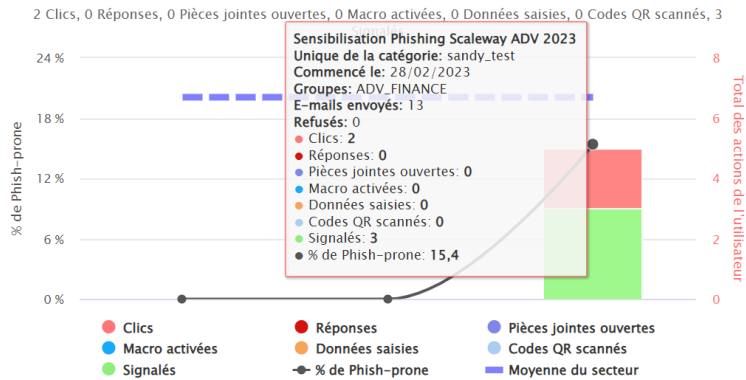 2 Clics, 0 Réponses, 0 Pièces jointes ouvertes, 0 Macro activées, 0 Données saisies, 0 Codes QR scannés, 3
Signalés
24 %
18 %
12 %
6 %
0 %
% de Phish-prone
Sensibilisation Phishing Scaleway ADV 2023
Unique de la catégorie: sandy_test
Commencé le: 28/02/2023
Groupes: ADV_FINANCE
E-mails envoyés: 13
Refusés: 0
Clics: 2
Réponses: 0
Pièces jointes ouvertes: 0
Macro activées: 0
Données saisies: 0
Codes QR scannés: 0
Signalés: 3
% de Phish-prone: 15,4
8
6
4
2
0
Total des actions de l'utilisateur
Clics
Réponses
Pièces jointes ouvertes
Macro activées
Données saisies
Codes QR scannés
Signalés
% de Phish-prone
Moyenne du secteur